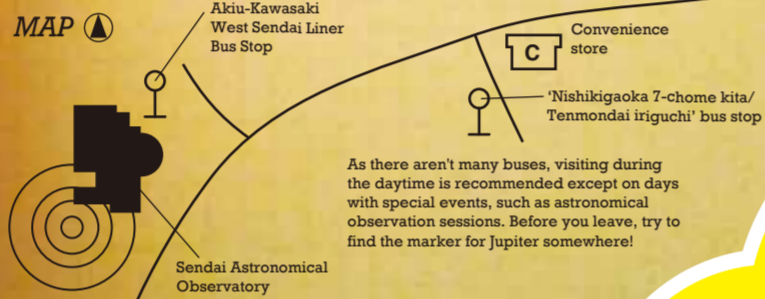 MAP
Akiu-Kawasaki
West Sendai Liner
Bus Stop
C
Convenience
store
'Nishikigaoka 7-chome kita/
Tenmondai iriguchi' bus stop
As there aren't many buses, visiting during
the daytime is recommended except on days
with special events, such as astronomical
observation sessions. Before you leave, try to
find the marker for Jupiter somewhere!
Sendai Astronomical
Observatory